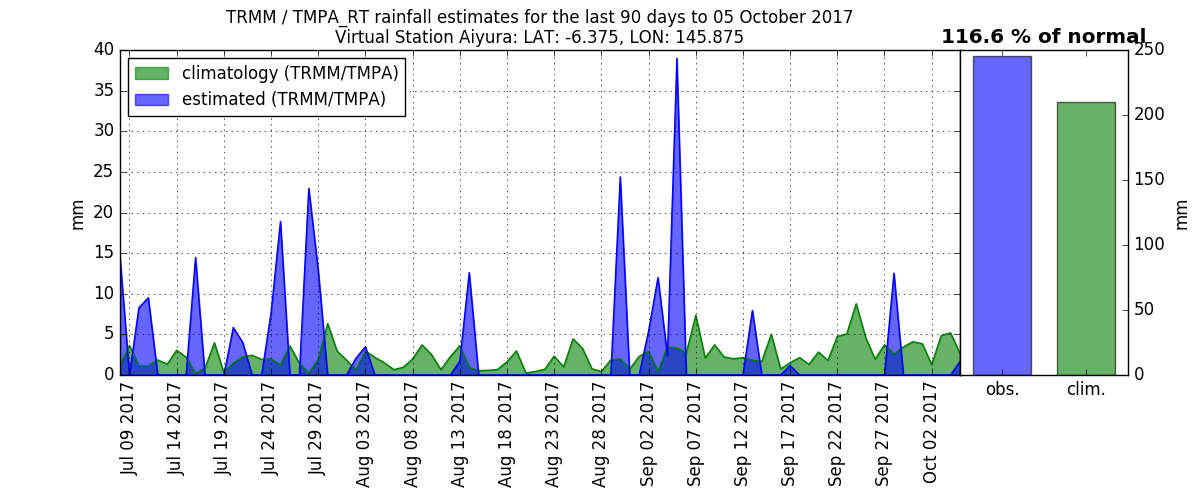 TRMM / TMPA_RT rainfall estimates for the last 90 days to 05 October 2017
Virtual Station Aiyura: LAT: -6.375, LON: 145.875
116.6 % of normal
climatology (TRMM/TMPA)
estimated (TRMM/TMPA)
mm
40
35
30
25
20
15
10
5
0
Jul 09 2017
Jul 14 2017
Jul 19 2017
Jul 24 2017
Jul 29 2017
Aug 03 2017
Aug 08 2017
Aug 13 2017
Aug 18 2017
Aug 23 2017
Aug 28 2017
Sep 02 2017
Sep 07 2017
Sep 12 2017
Sep 17 2017
Sep 22 2017
Sep 27 2017
Oct 02 2017
obs.
clim.
250
200
150
100
50
0
mm